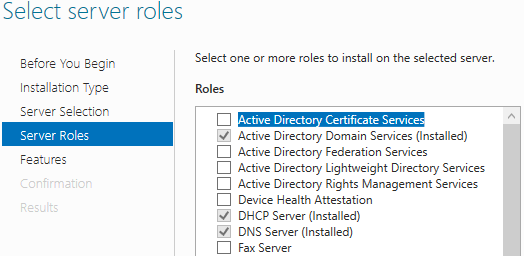 Select server roles
Before You Begin
Installation Type
Server Selection
Server Roles
Features
Confirmation
Results
Select one or more roles to install on the selected server.
Roles
Active Directory Certificate Services
Active Directory Domain Services (Installed)
Active Directory Federation Services
Active Directory Lightweight Directory Services
Active Directory Rights Management Services
Device Health Attestation
DHCP Server (Installed)
DNS Server (Installed)
Fax Server